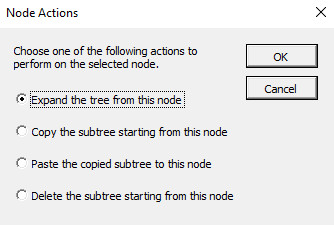 Node Actions
Choose one of the following actions to
perform on the selected node.
OK
Cancel
Expand the tree from this node
Copy the subtree starting from this node
Paste the copied subtree to this node
Delete the subtree starting from this node